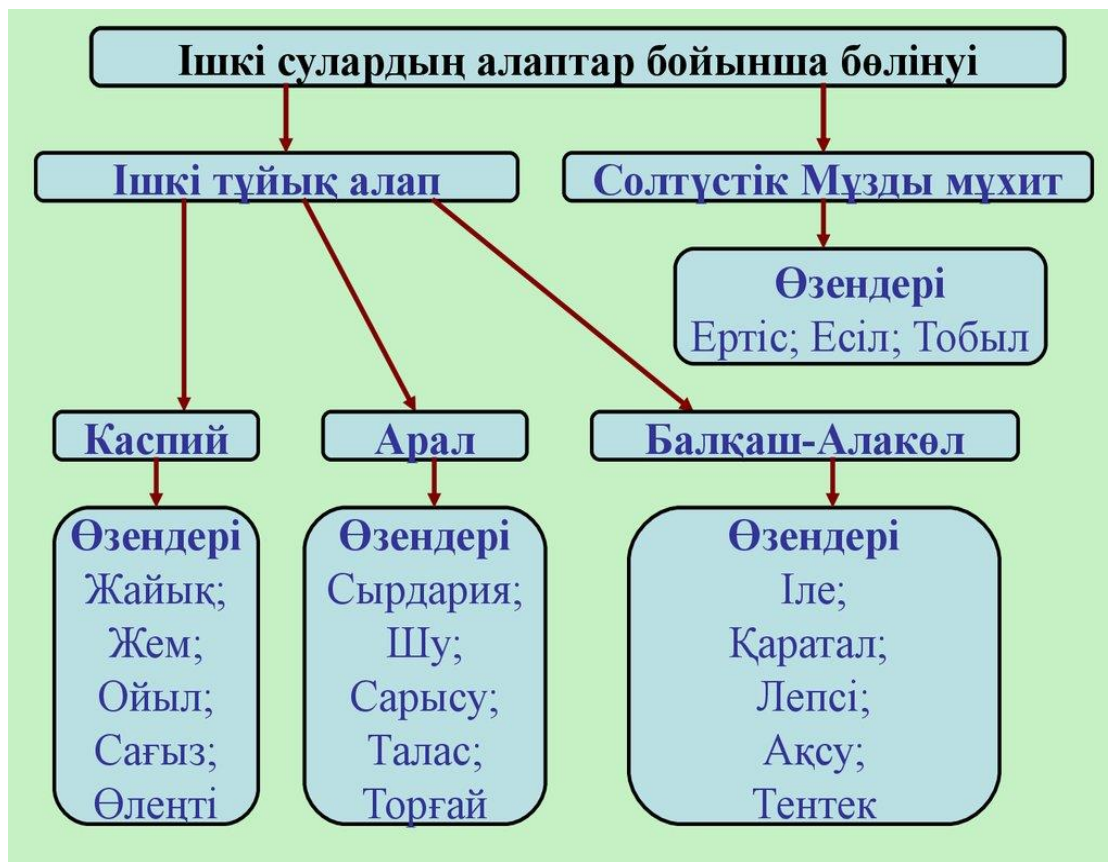 Ішкі сулардың алаптар бойынша бөлінуі
Ішкі тұйық алап
Солтүстік Мұзды мұхит
Өзендері
Ертіс; Есіл; Тобыл
Каспий
Арал
Балқаш-Алакөл
Өзендері
Жайық;
Жем;
Ойыл;
Сағыз;
Өлеңті
Өзендері
Сырдария;
Шу;
Сарысу;
Талас;
Торғай
Өзендері
Іле;
Қаратал;
Лепсі;
Ақсу;
Тентек